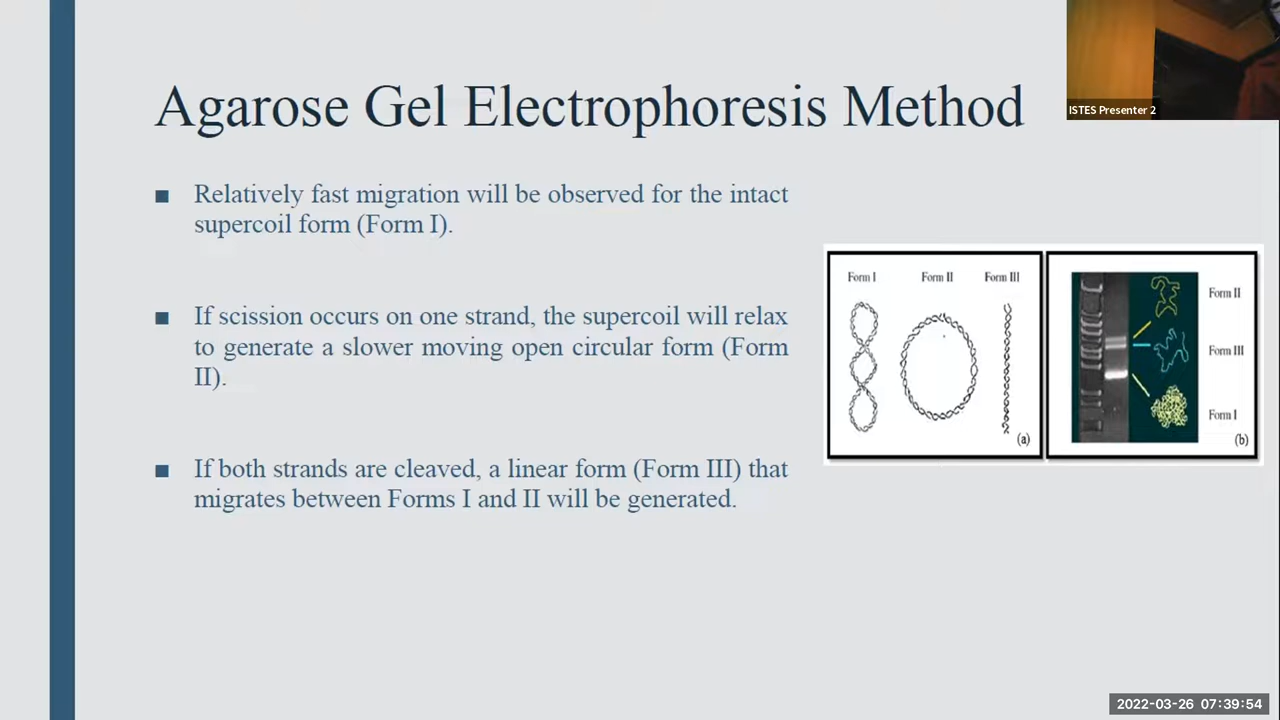 Agarose Gel Electrophoresis Method
ISTES Presenter 2
■ Relatively fast migration will be observed for the intact
supercoil form (Form I).
■ If scission occurs on one strand, the supercoil will relax
to generate a slower moving open circular form (Form
II).
■ If both strands are cleaved, a linear form (Form III) that
migrates between Forms I and II will be generated.
Form I Form II Form III
(a)
Form II
Form III
Form I
(b)
2022-03-26 07:39:54